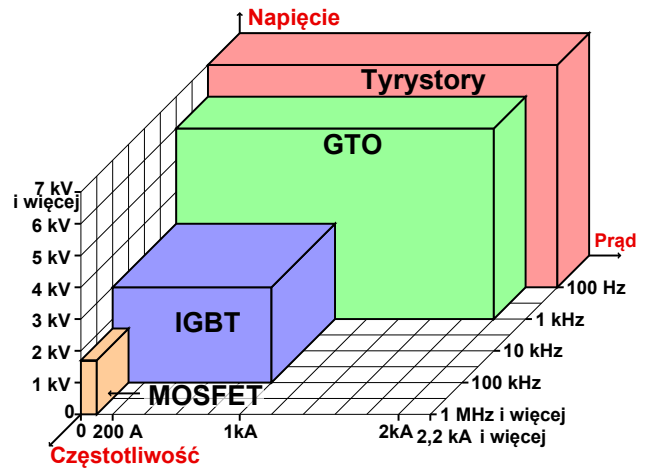 Napięcie
Tyrystory
GTO
7 kV
i więcej
6 kV
5 kV
4 kV
3 kV
2 kV
1 kV
0
Prąd
100 Hz
1 kHz
10 kHz
100 kHz
1 MHz i więcej
IGBT
MOSFET
0 200 A 1kA 2kA 2,2 kA i więcej
Częstotliwość